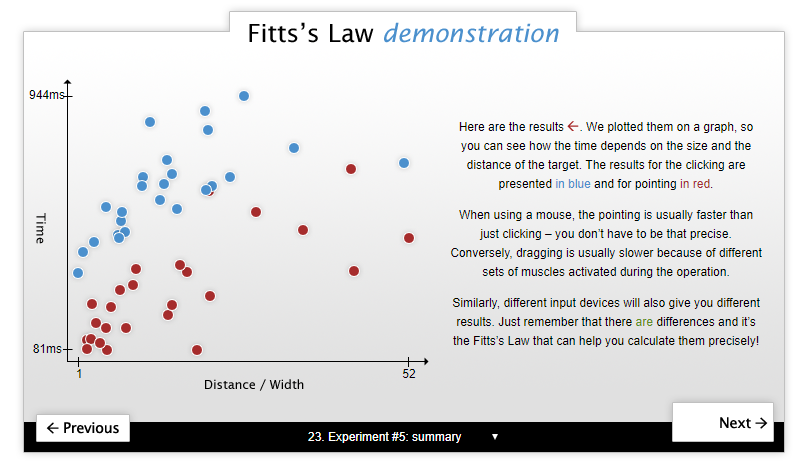 Fitts's Law demonstration
944ms
Time
81ms
1
52
Distance / Width
Here are the results ←. We plotted them on a graph, so
you can see how the time depends on the size and the
distance of the target. The results for the clicking are
presented in blue and for pointing in red.
When using a mouse, the pointing is usually faster than
just clicking – you don't have to be that precise.
Conversely, dragging is usually slower because of different
sets of muscles activated during the operation.
Similarly, different input devices will also give you different
results. Just remember that there are differences and it's
the Fitts's Law that can help you calculate them precisely!
← Previous
23. Experiment #5: summary ▼
Next →